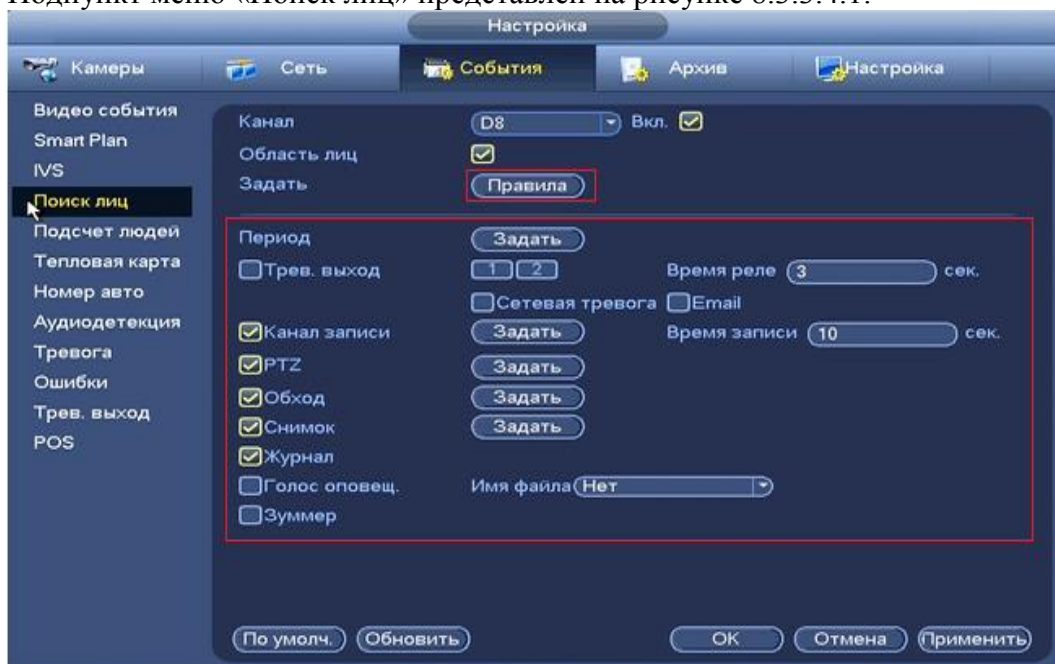 Подпункт меню «Поиск лиц» представлен на рисунке 8.3.3.4.1.
Настройка
Камеры Сеть События Архив Настройка
Видео события
Smart Plan
IVS
Поиск лиц
Подсчет людей
Тепловая карта
Номер авто
Аудиодетекция
Тревога
Ошибки
Трев. выход
POS
Канал D8 Вкл.
Область лиц
Задать Правила
Период Задать
Трев. выход 1 2 Время реле 3 сек.
Сетевая тревога Email
Канал записи Задать Время записи 10 сек.
PTZ Задать
Обход Задать
Снимок Задать
Журнал
Голос оповещ. Имя файла Нет
Зуммер
По умолч. Обновить OK Отмена Применить